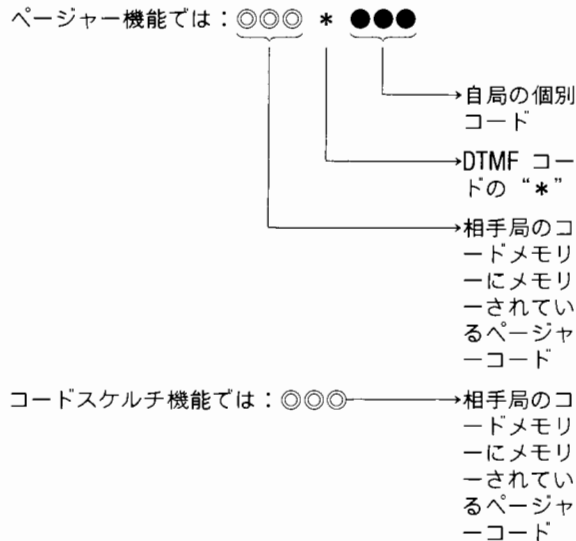 ページャー機能では：◎◎◎ * ●●●
自局の個別
コード
DTMF コー
ドの “*”
相手局のコ
ードメモリ
ーにメモリ
ーされてい
るページャ
ーコード
コードスケルチ機能では：◎◎◎
相手局のコ
ードメモリ
ーにメモリ
ーされてい
るページャ
ーコード